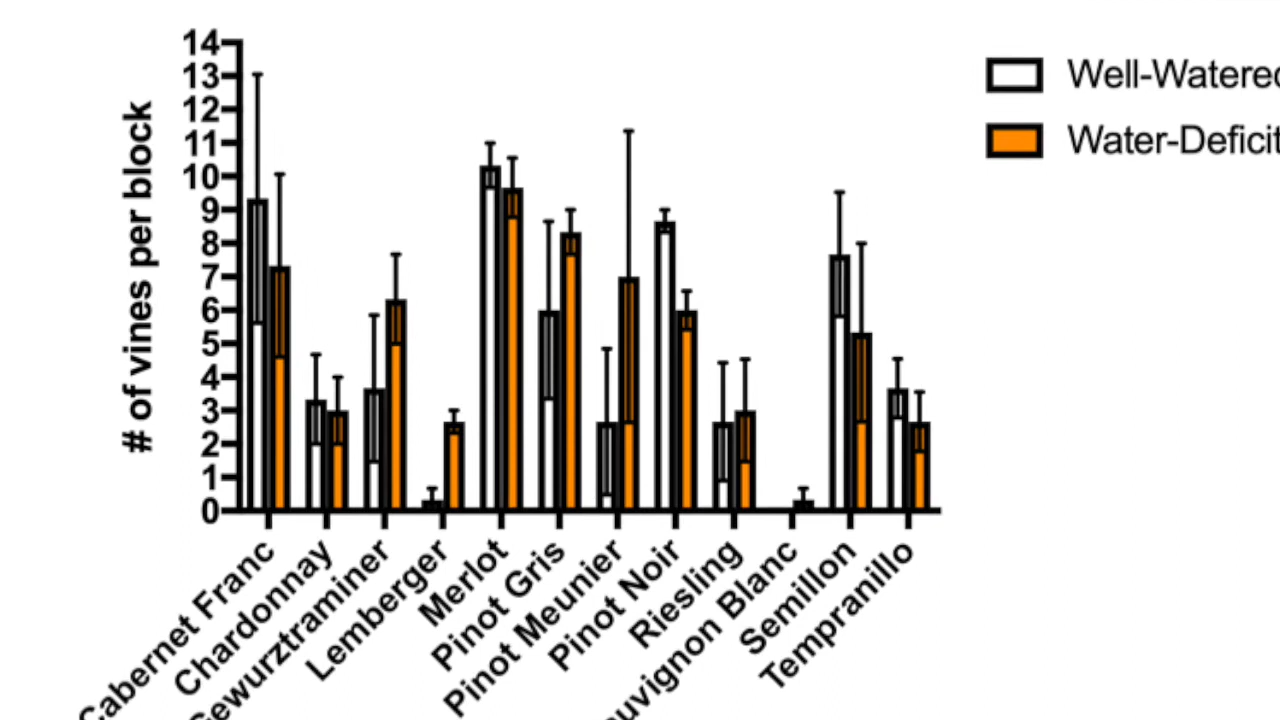 14
13
12
11
10
9
8
7
6
5
4
3
2
1
0
# of vines per block
Well-Watered
Water-Deficit
Cabernet Franc
Chardonnay
Gewurztraminer
Lemberger
Merlot
Pinot Gris
Pinot Meunier
Pinot Noir
Riesling
uvignon Blanc
Semillon
Tempranillo